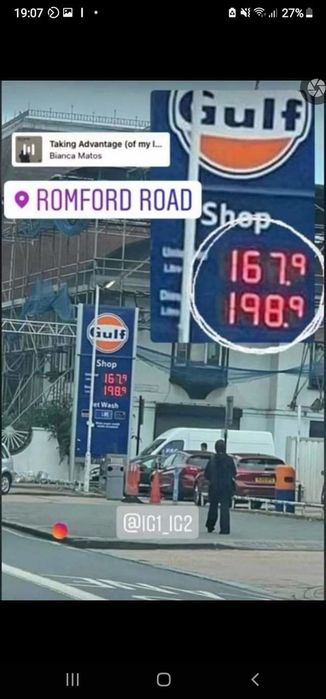 19:07
27%
Taking Advantage (of my l...
Bianca Matos
ROMFORD ROAD
Gulf
Shop
167.9
198.9
Gulf
Shop
167.9
198.9
Jet Wash
@IG1_IG2